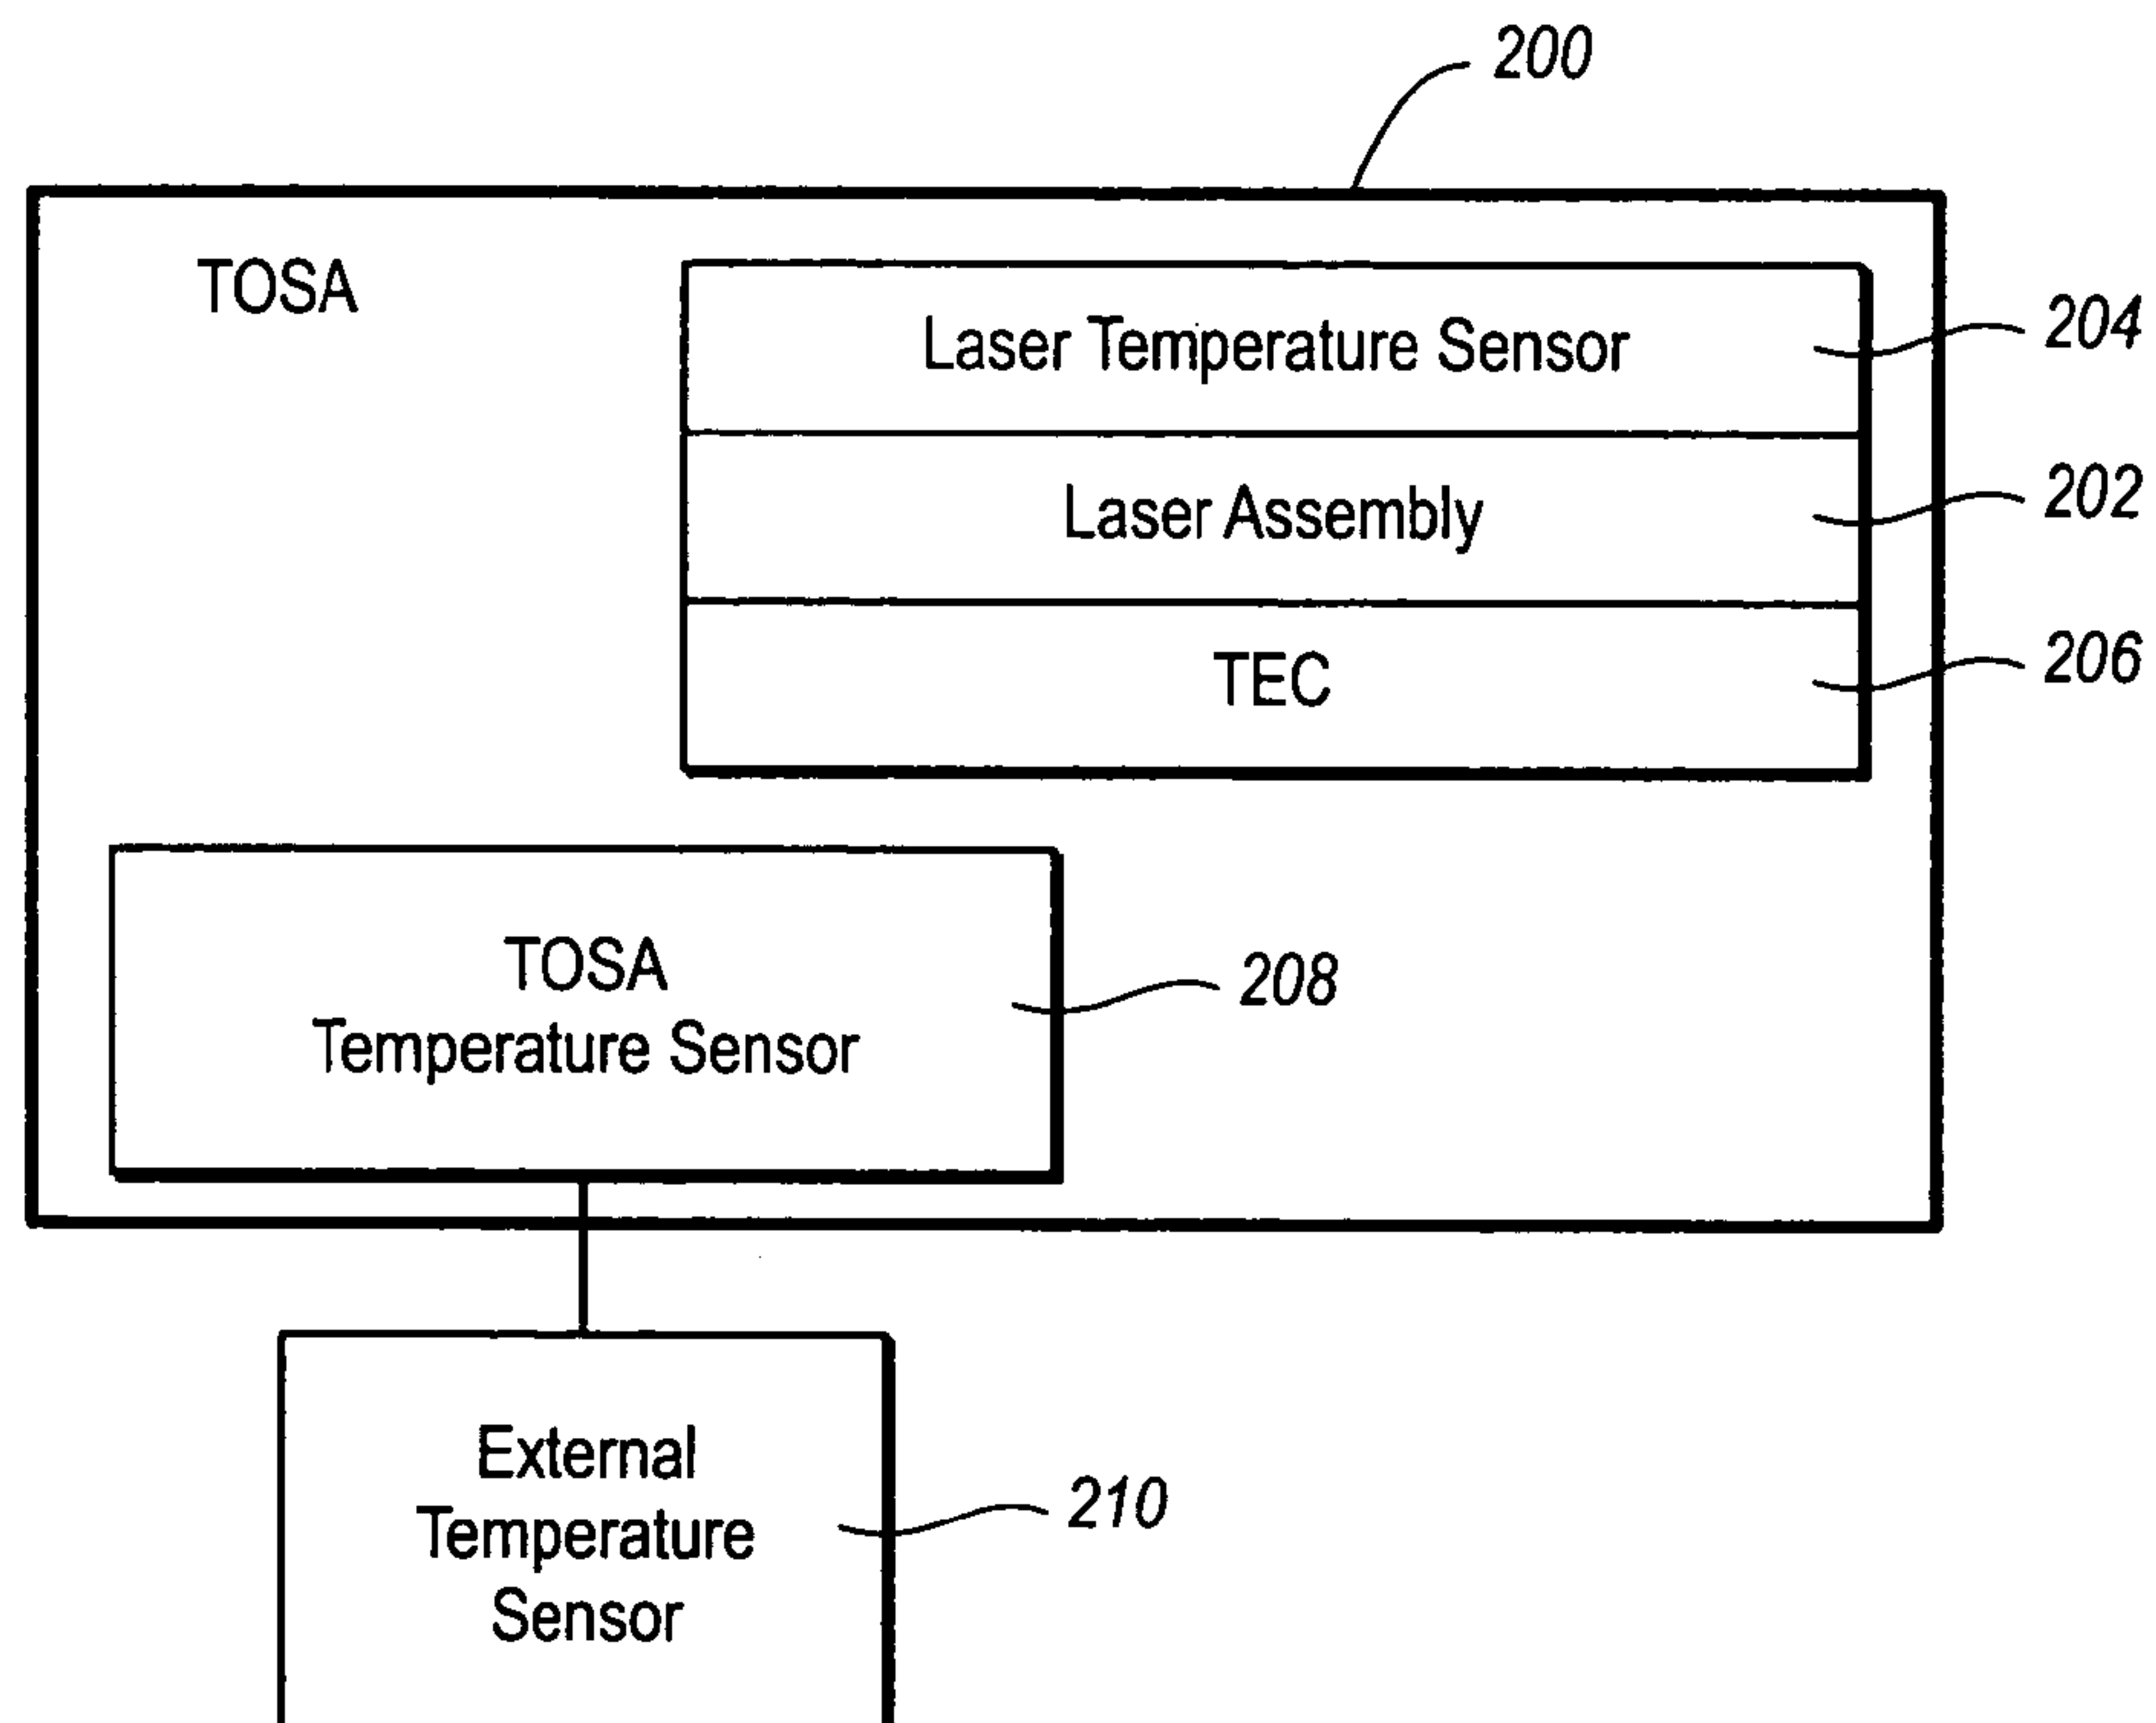 200
TOSA
Laser Temperature Sensor
204
Laser Assembly
202
TEC
206
TOSA
Temperature Sensor
208
External
Temperature
Sensor
210